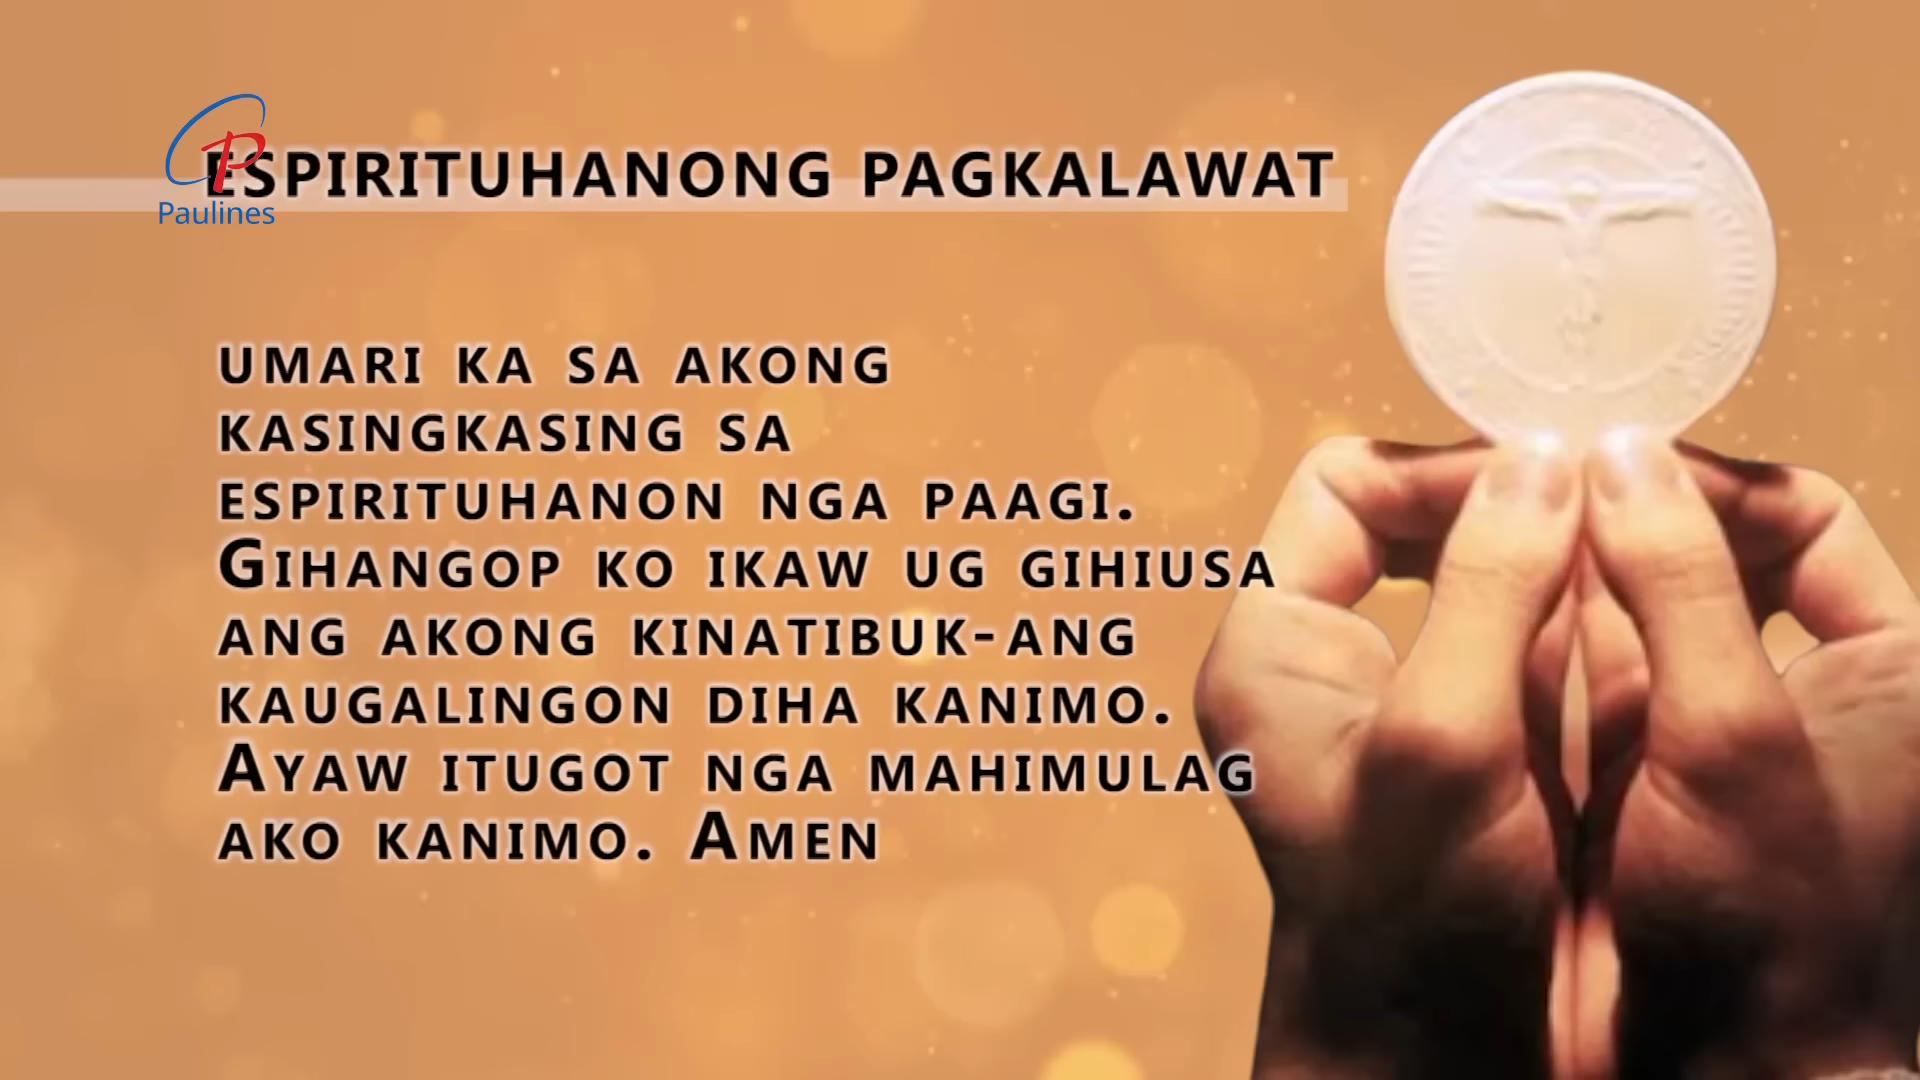 ESPIRITUHANONG PAGKALAWAT
Paulines
UMARI KA SA AKONG
KASINGKASING SA
ESPIRITUHANON NGA PAAGI.
GIHANGOP KO IKAW UG GIHIUSA
ANG AKONG KINATIBUK-ANG
KAUGALINGON DIHA KANIMO.
AYAW ITUGOT NGA MAHIMULAG
AKO KANIMO. AMEN